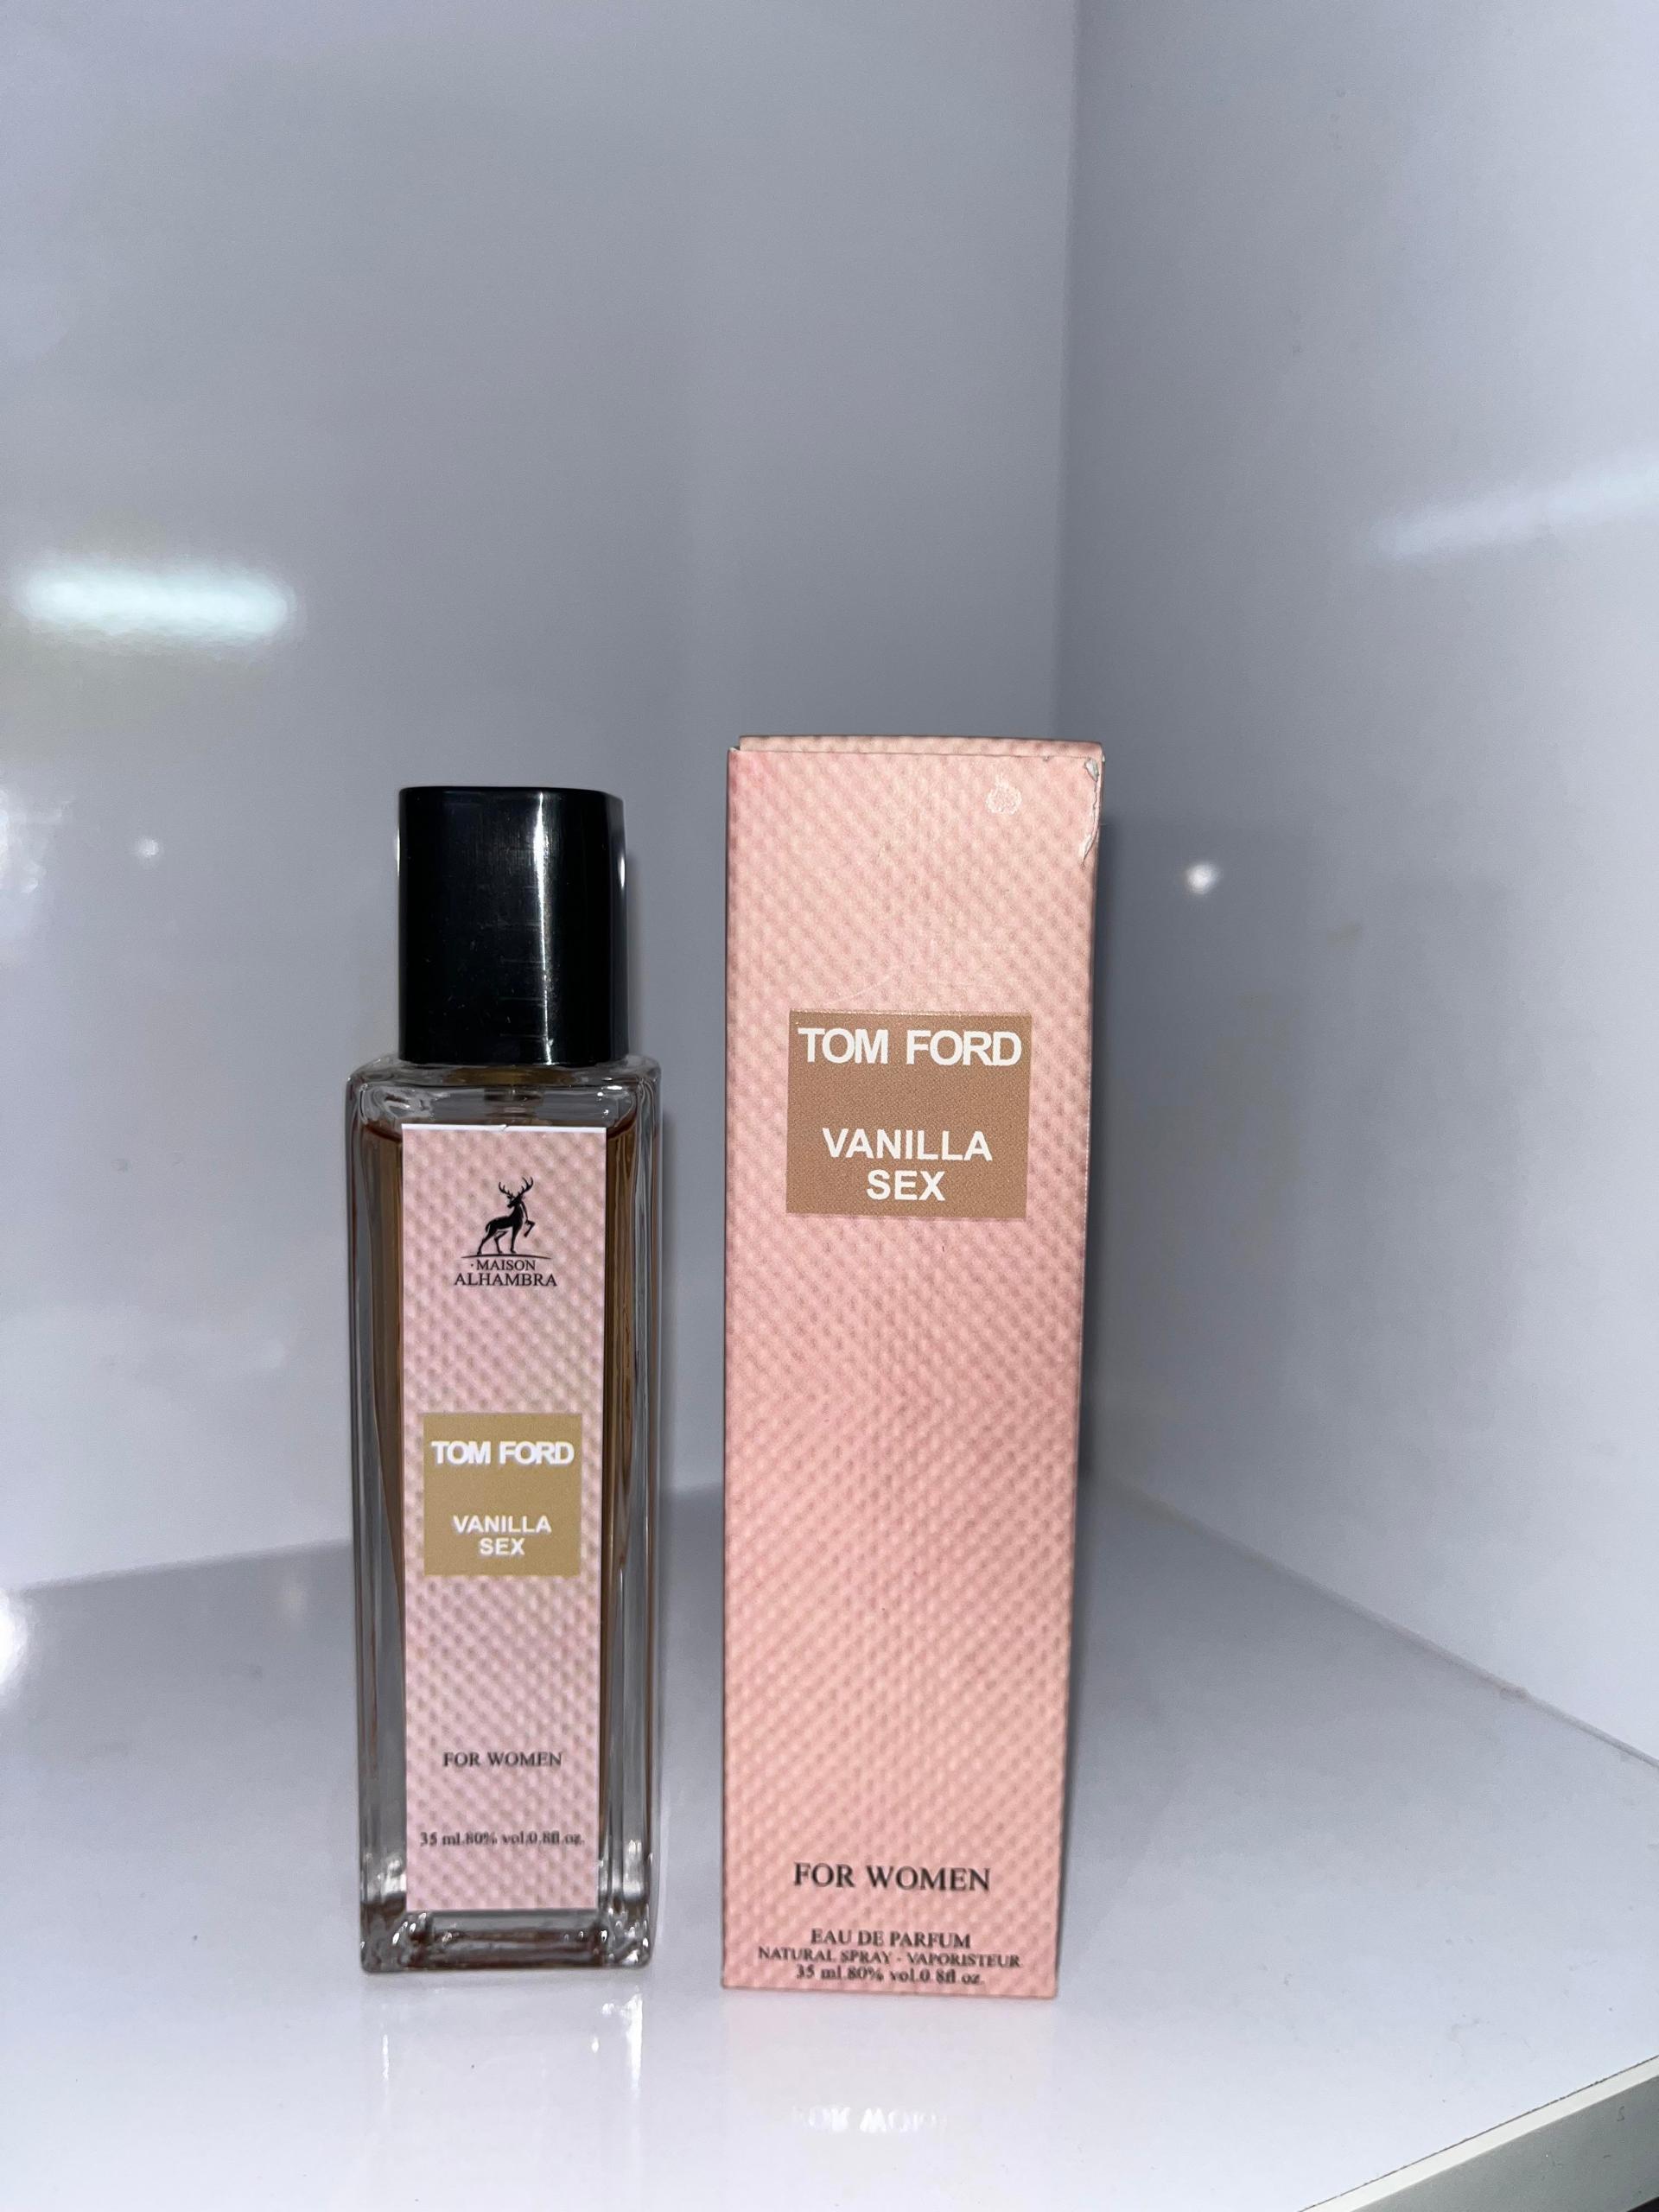 MAISON
ALHAMBRA
TOM FORD
VANILLA
SEX
FOR WOMEN
35 ml.80% vol.0.8fl.oz.
TOM FORD
VANILLA
SEX
FOR WOMEN
EAU DE PARFUM
NATURAL SPRAY - VAPORISTEUR
35 ml.80% vol.0.8fl.oz.